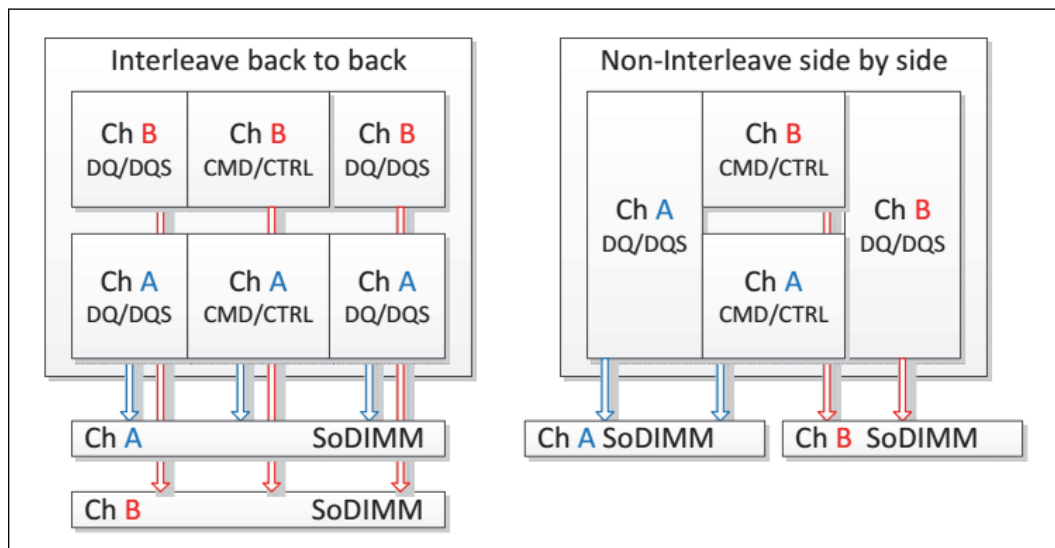 Interleave back to back
Ch B
DQ/DQS
Ch B
CMD/CTRL
Ch B
DQ/DQS
Ch A
DQ/DQS
Ch A
CMD/CTRL
Ch A
DQ/DQS
Ch A SoDIMM
Ch B SoDIMM
Non-Interleave side by side
Ch A
DQ/DQS
Ch B
CMD/CTRL
Ch A
CMD/CTRL
Ch B
DQ/DQS
Ch A SoDIMM
Ch B SoDIMM